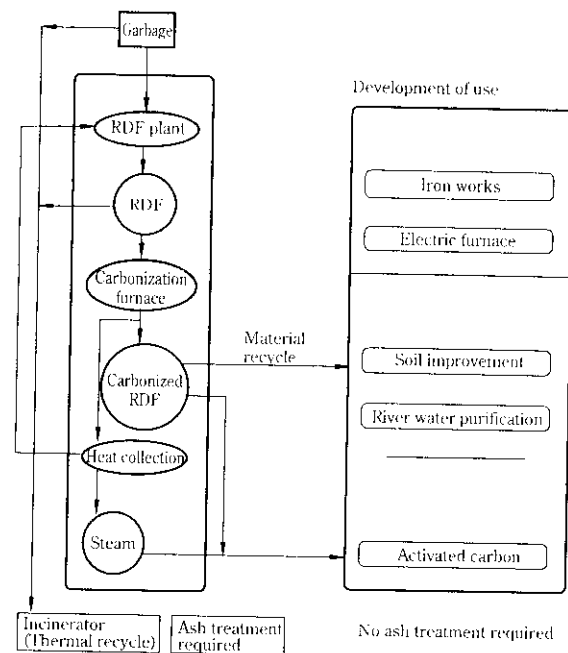 Garbage
Development of use
RDF plant
Iron works
RDF
Electric furnace
Carbonization
furnace
Material
recycle
Soil improvement
Carbonized
RDF
River water purification
Heat collection
Steam
Activated carbon
Incinerator
(Thermal recycle)
Ash treatment
required
No ash treatment required